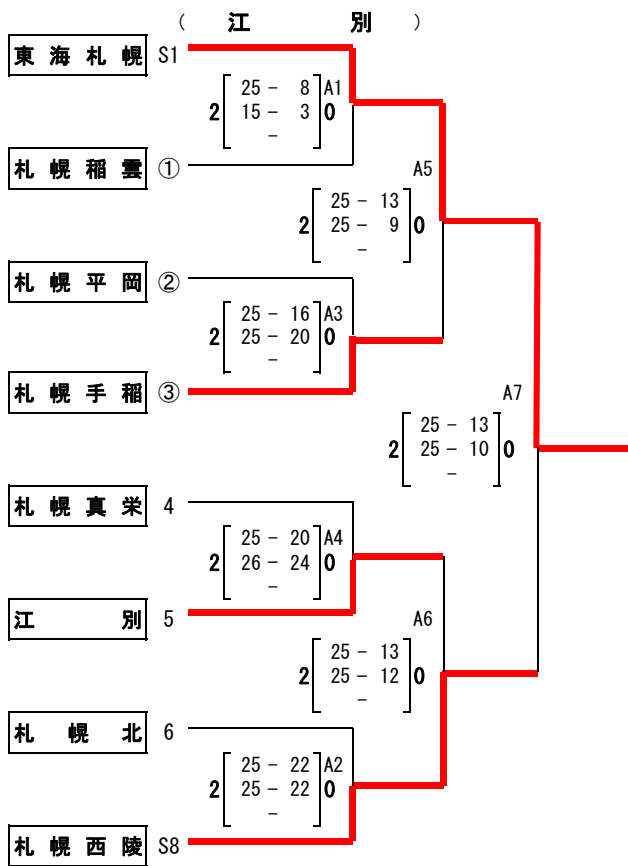 ( 江 別 )
東海札幌 S1
25 - 8 A1
2 15 - 3 0
-
札幌稲雲 ①
A5
25 - 13
2 25 - 9 0
-
札幌平岡 ②
25 - 16 A3
2 25 - 20 0
-
札幌手稲 ③
A7
25 - 13
2 25 - 10 0
-
札幌真栄 4
25 - 20 A4
2 26 - 24 0
-
江別 5
A6
25 - 13
2 25 - 12 0
-
札幌北 6
25 - 22 A2
2 25 - 22 0
-
札幌西陵 S8